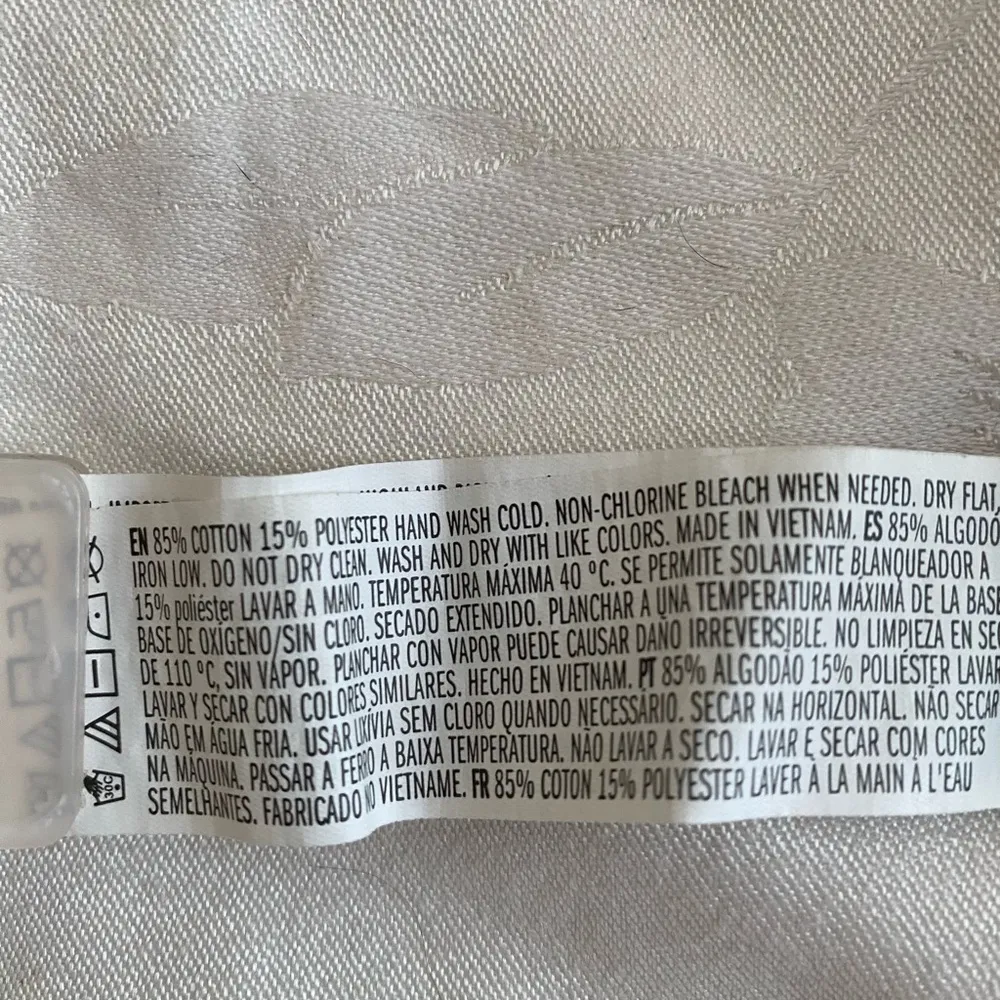 EN 85% COTTON 15% POLYESTER HAND WASH COLD. NON-CHLORINE BLEACH WHEN NEEDED. DRY FLAT,
IRON LOW. DO NOT DRY CLEAN. WASH AND DRY WITH LIKE COLORS. MADE IN VIETNAM. ES 85% ALGODÓ
15% poliéster LAVAR A MANO. TEMPERATURA MÁXIMA 40 °C. SE PERMITE SOLAMENTE BLANQUEADOR A
BASE DE OXÍGENO/SIN CLORO. SECADO EXTENDIDO. PLANCHAR A UNA TEMPERATURA MÁXIMA DE LA BASE
DE 110 °C, SIN VAPOR. PLANCHAR CON VAPOR PUEDE CAUSAR DAÑO IRREVERSIBLE. NO LIMPIEZA EN SE
LAVAR Y SECAR CON COLORES SIMILARES. HECHO EN VIETNAM. PT 85% ALGODÃO 15% POLIÉSTER LAVAR
MÃO EM ÁGUA FRIA. USAR LIXÍVIA SEM CLORO QUANDO NECESSÁRIO. SECAR NA HORIZONTAL. NÃO SECAR
NA MÁQUINA. PASSAR A FERRO A BAIXA TEMPERATURA. NÃO LAVAR A SECO. LAVAR E SECAR COM CORES
SEMELHANTES. FABRICADO NO VIETNAME. FR 85% COTON 15% POLYESTER LAVER À LA MAIN À L'EAU
30C